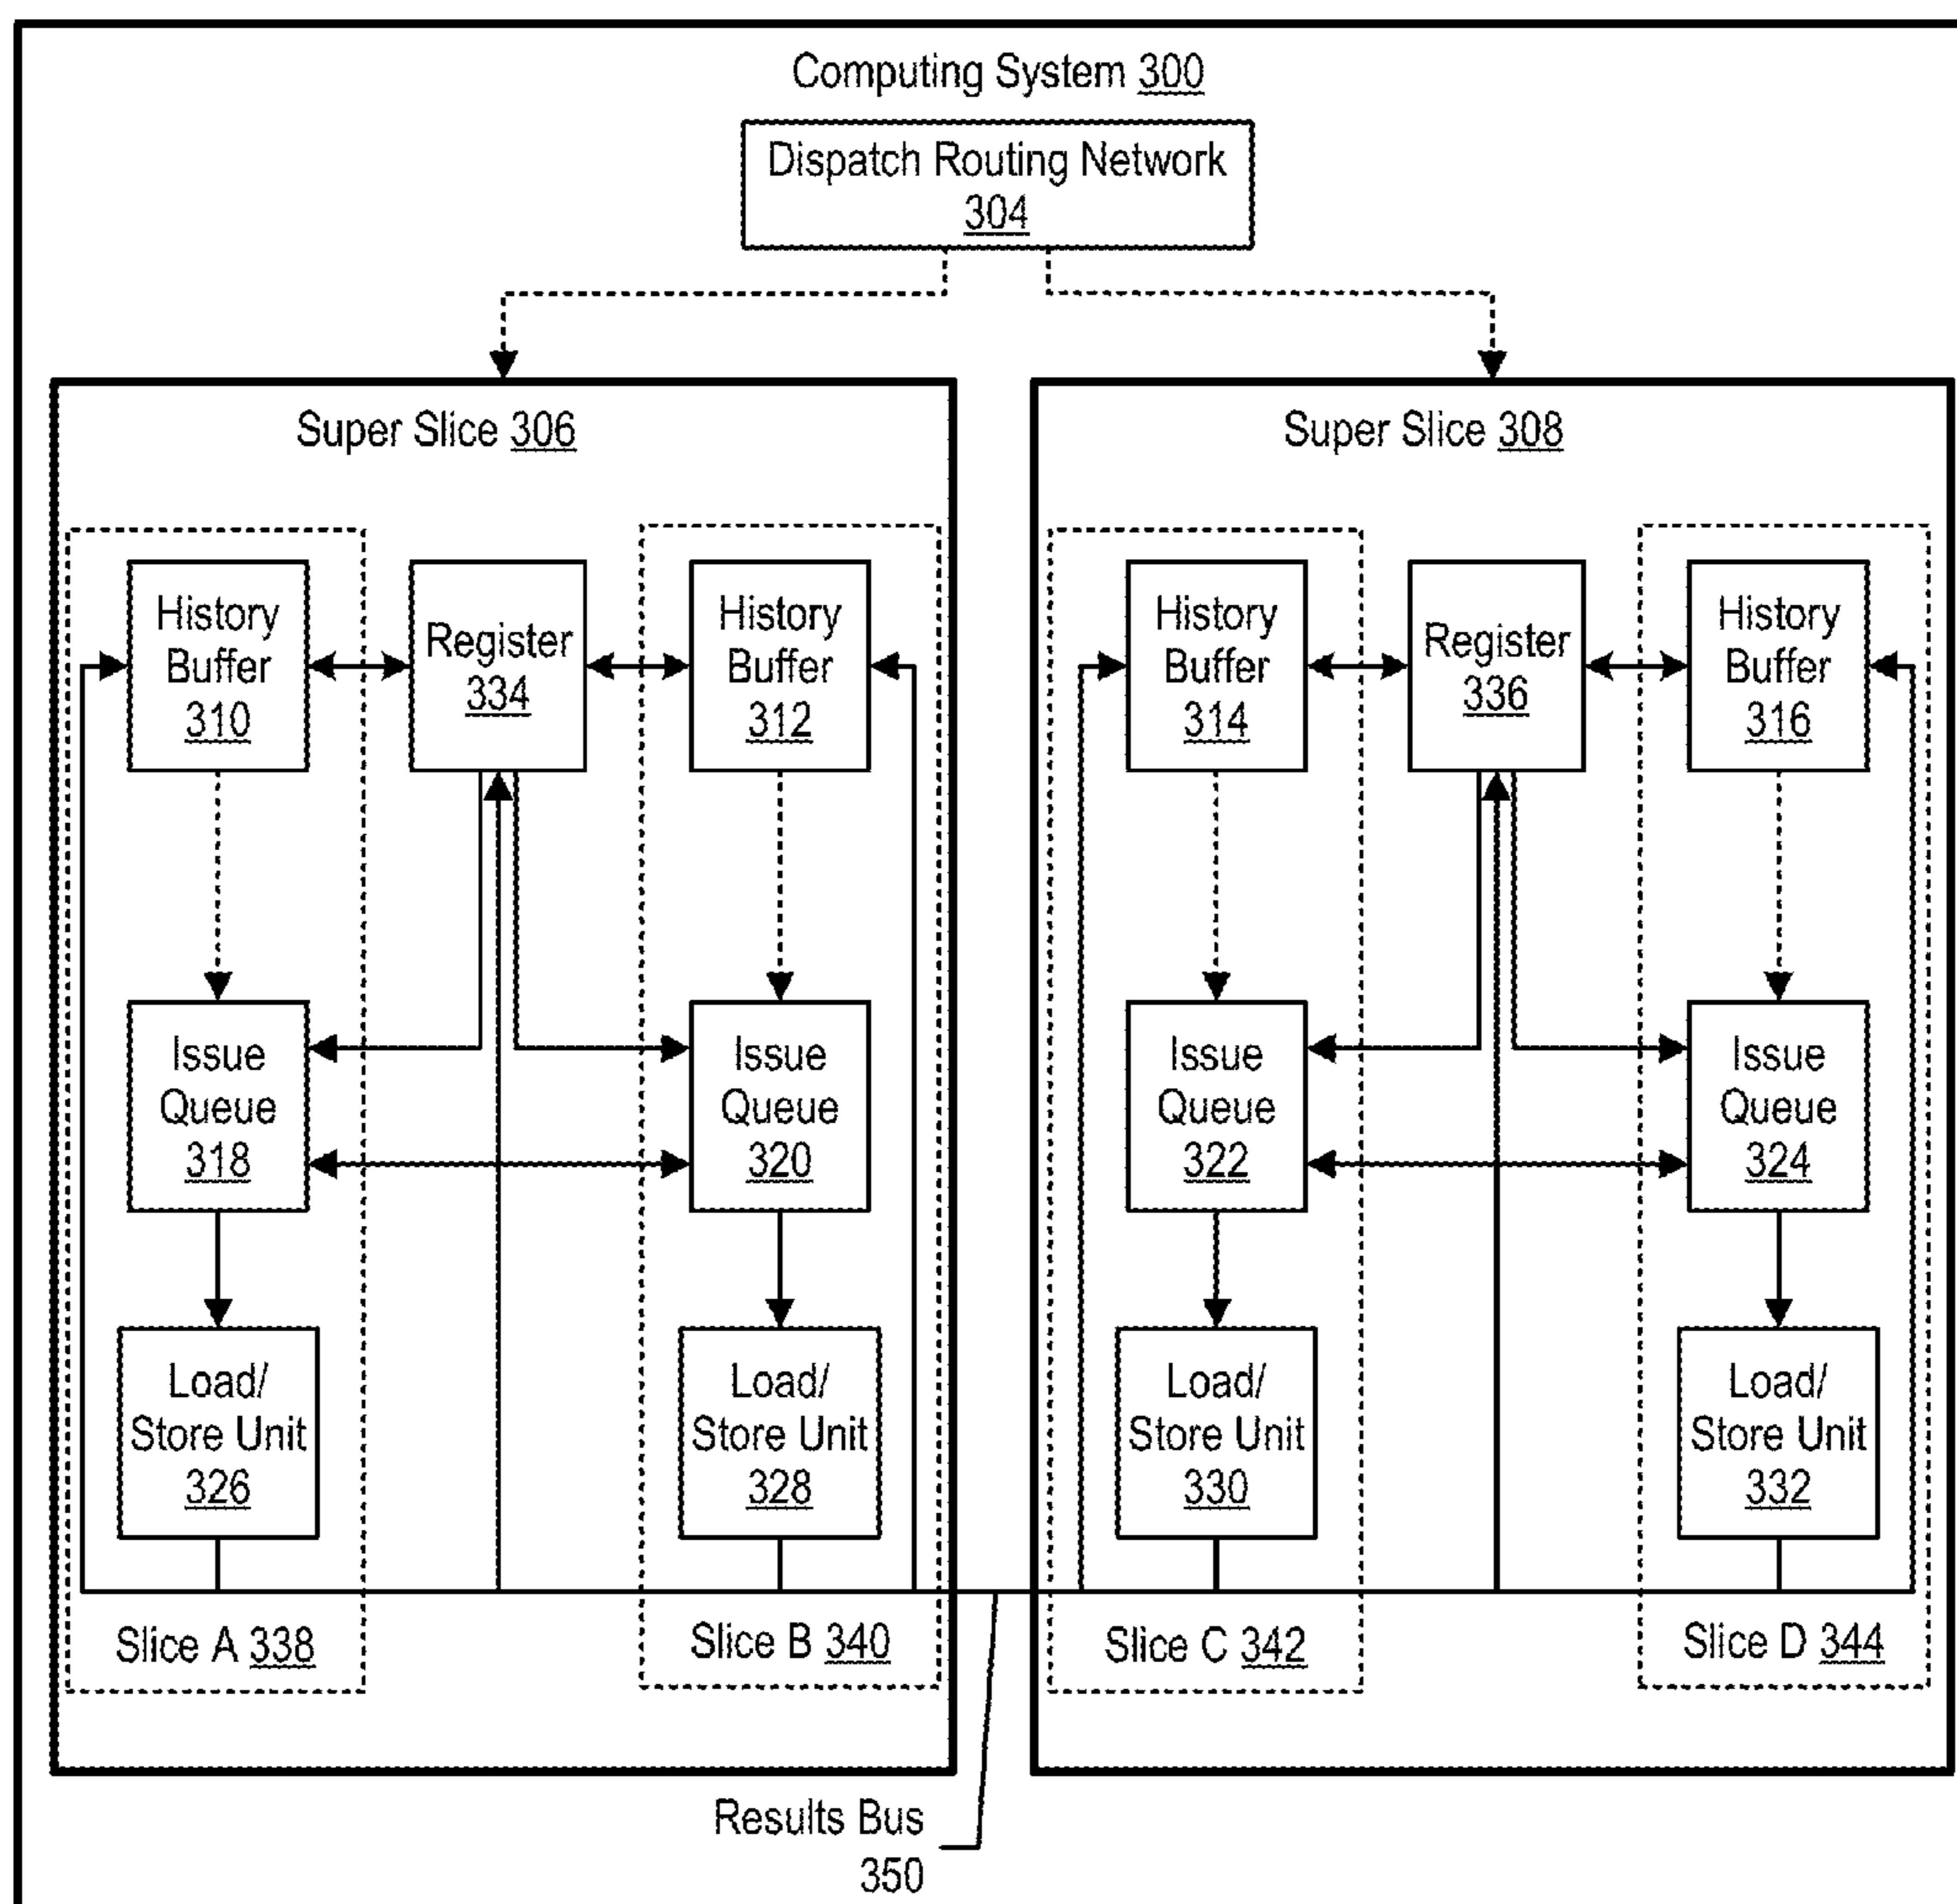 Computing System 300
Dispatch Routing Network
304
Super Slice 306
Super Slice 308
History
Buffer
310
Register
334
History
Buffer
312
History
Buffer
314
Register
336
History
Buffer
316
Issue
Queue
318
Issue
Queue
320
Issue
Queue
322
Issue
Queue
324
Load/
Store Unit
326
Load/
Store Unit
328
Load/
Store Unit
330
Load/
Store Unit
332
Slice A 338
Slice B 340
Slice C 342
Slice D 344
Results Bus
350